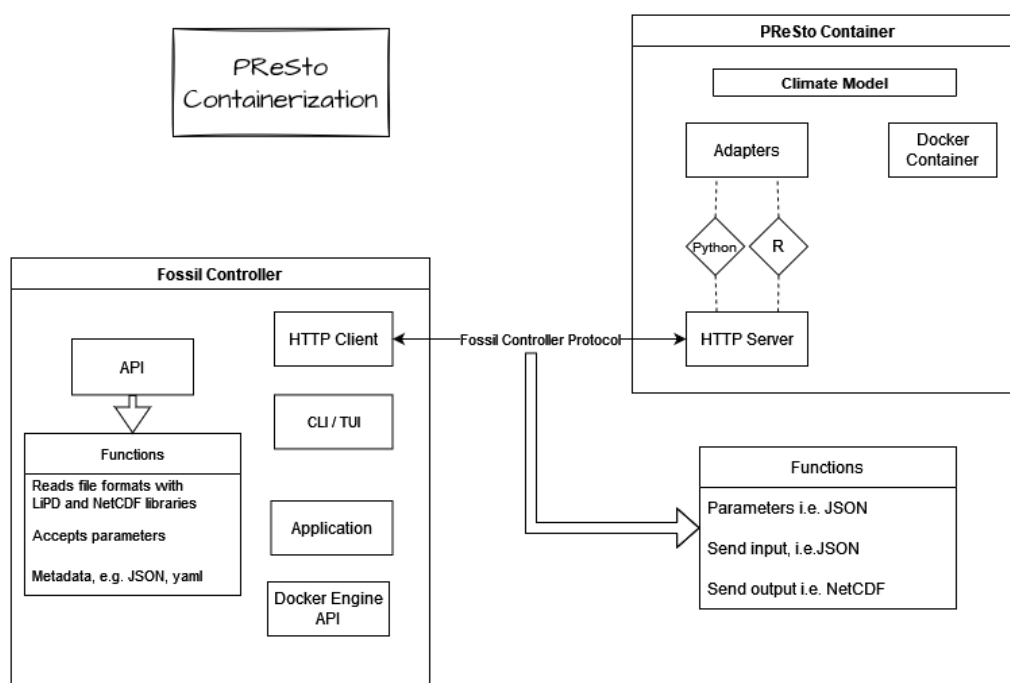 PReSto
Containerization
PReSto Container
Climate Model
Adapters
Docker
Container
Python
R
HTTP Server
Fossil Controller
HTTP Client
Fossil Controller Protocol
API
CLI / TUI
Functions
Reads file formats with
LiPD and NetCDF libraries
Accepts parameters
Metadata, e.g. JSON, yaml
Application
Docker Engine
API
Functions
Parameters i.e. JSON
Send input, i.e.JSON
Send output i.e. NetCDF